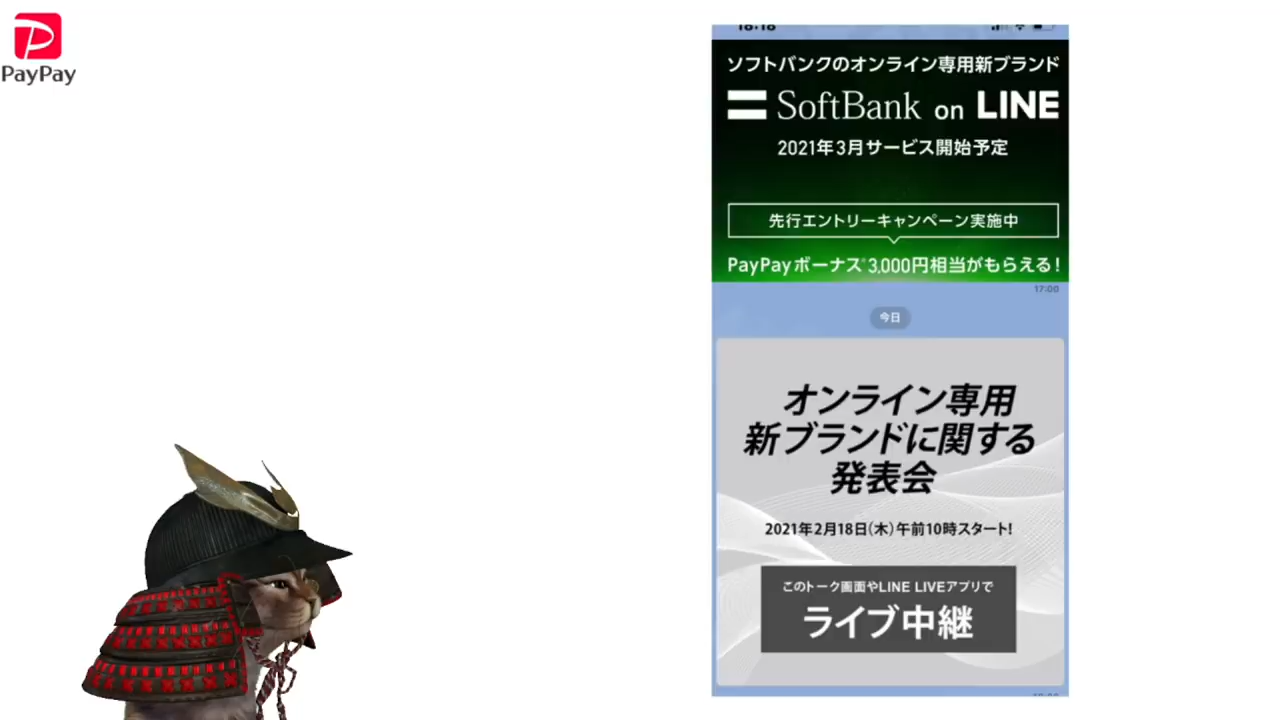 PayPay
18:18
ソフトバンクのオンライン専用新ブランド
SoftBank on LINE
2021年3月サービス開始予定
先行エントリーキャンペーン実施中
PayPayボーナス※3,000円相当がもらえる!
17:00
今日
オンライン専用
新ブランドに関する
発表会
2021年2月18日(木)午前10時スタート!
このトーク画面やLINE LIVEアプリで
ライブ中継